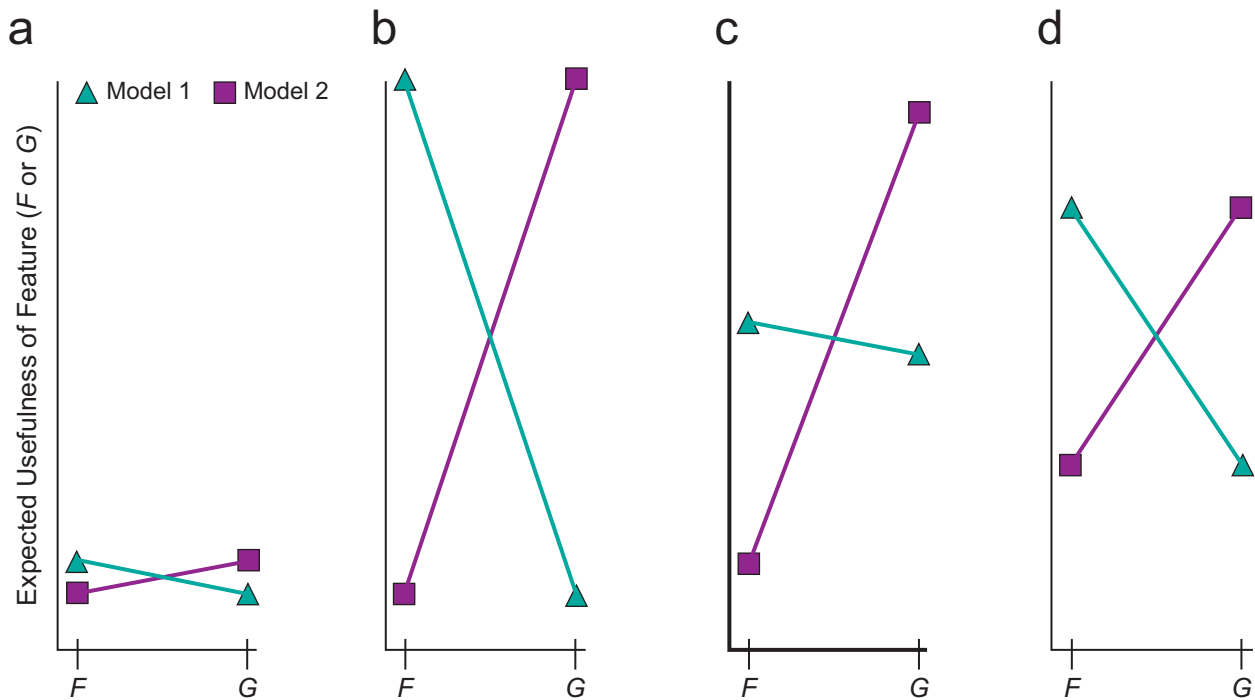 a
b
c
d
Model 1
Model 2
Expected Usefulness of Feature (F or G)
F
G
F
G
F
G
F
G